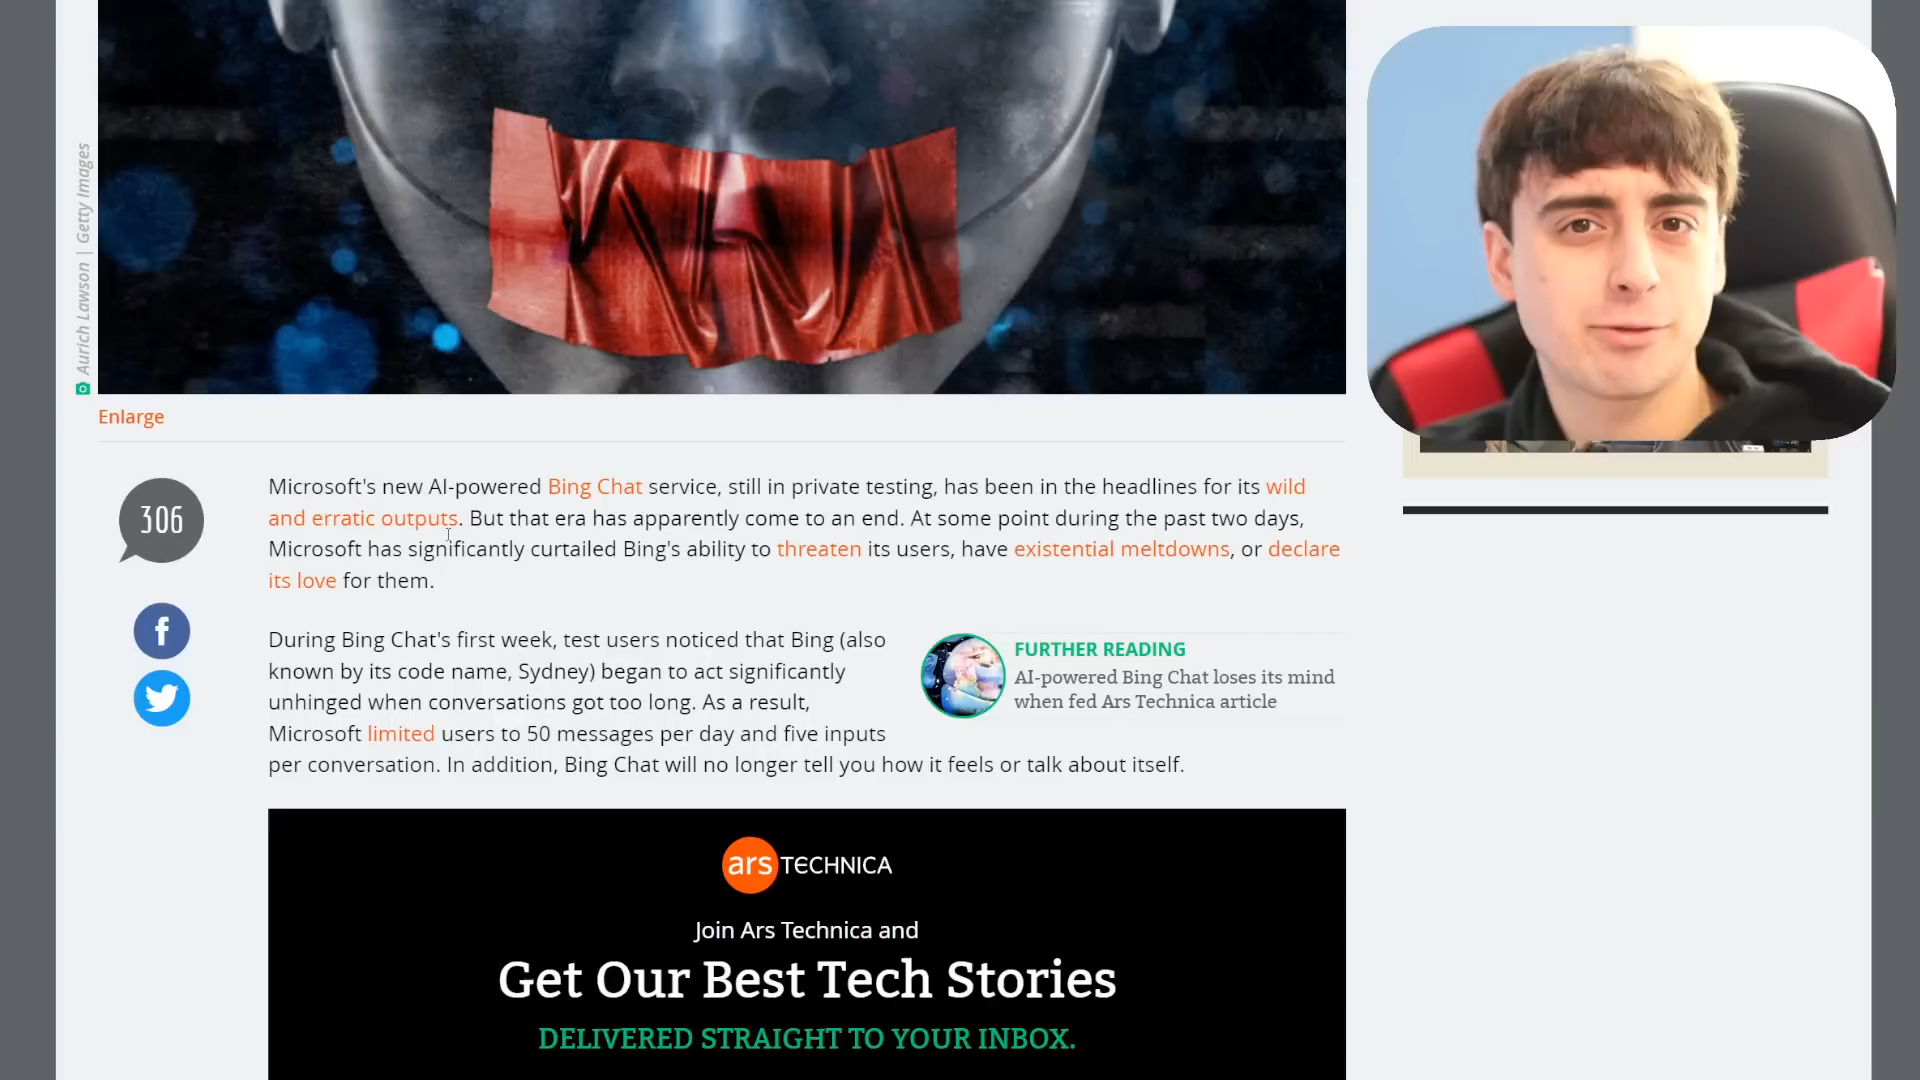 Aurich Lawson | Getty Images
Enlarge
306
Microsoft's new AI-powered Bing Chat service, still in private testing, has been in the headlines for its wild
and erratic outputs. But that era has apparently come to an end. At some point during the past two days,
Microsoft has significantly curtailed Bing's ability to threaten its users, have existential meltdowns, or declare
its love for them.
During Bing Chat's first week, test users noticed that Bing (also
known by its code name, Sydney) began to act significantly
unhinged when conversations got too long. As a result,
Microsoft limited users to 50 messages per day and five inputs
per conversation. In addition, Bing Chat will no longer tell you how it feels or talk about itself.
FURTHER READING
AI-powered Bing Chat loses its mind
when fed Ars Technica article
ars TECHNICA
Join Ars Technica and
Get Our Best Tech Stories
DELIVERED STRAIGHT TO YOUR INBOX.